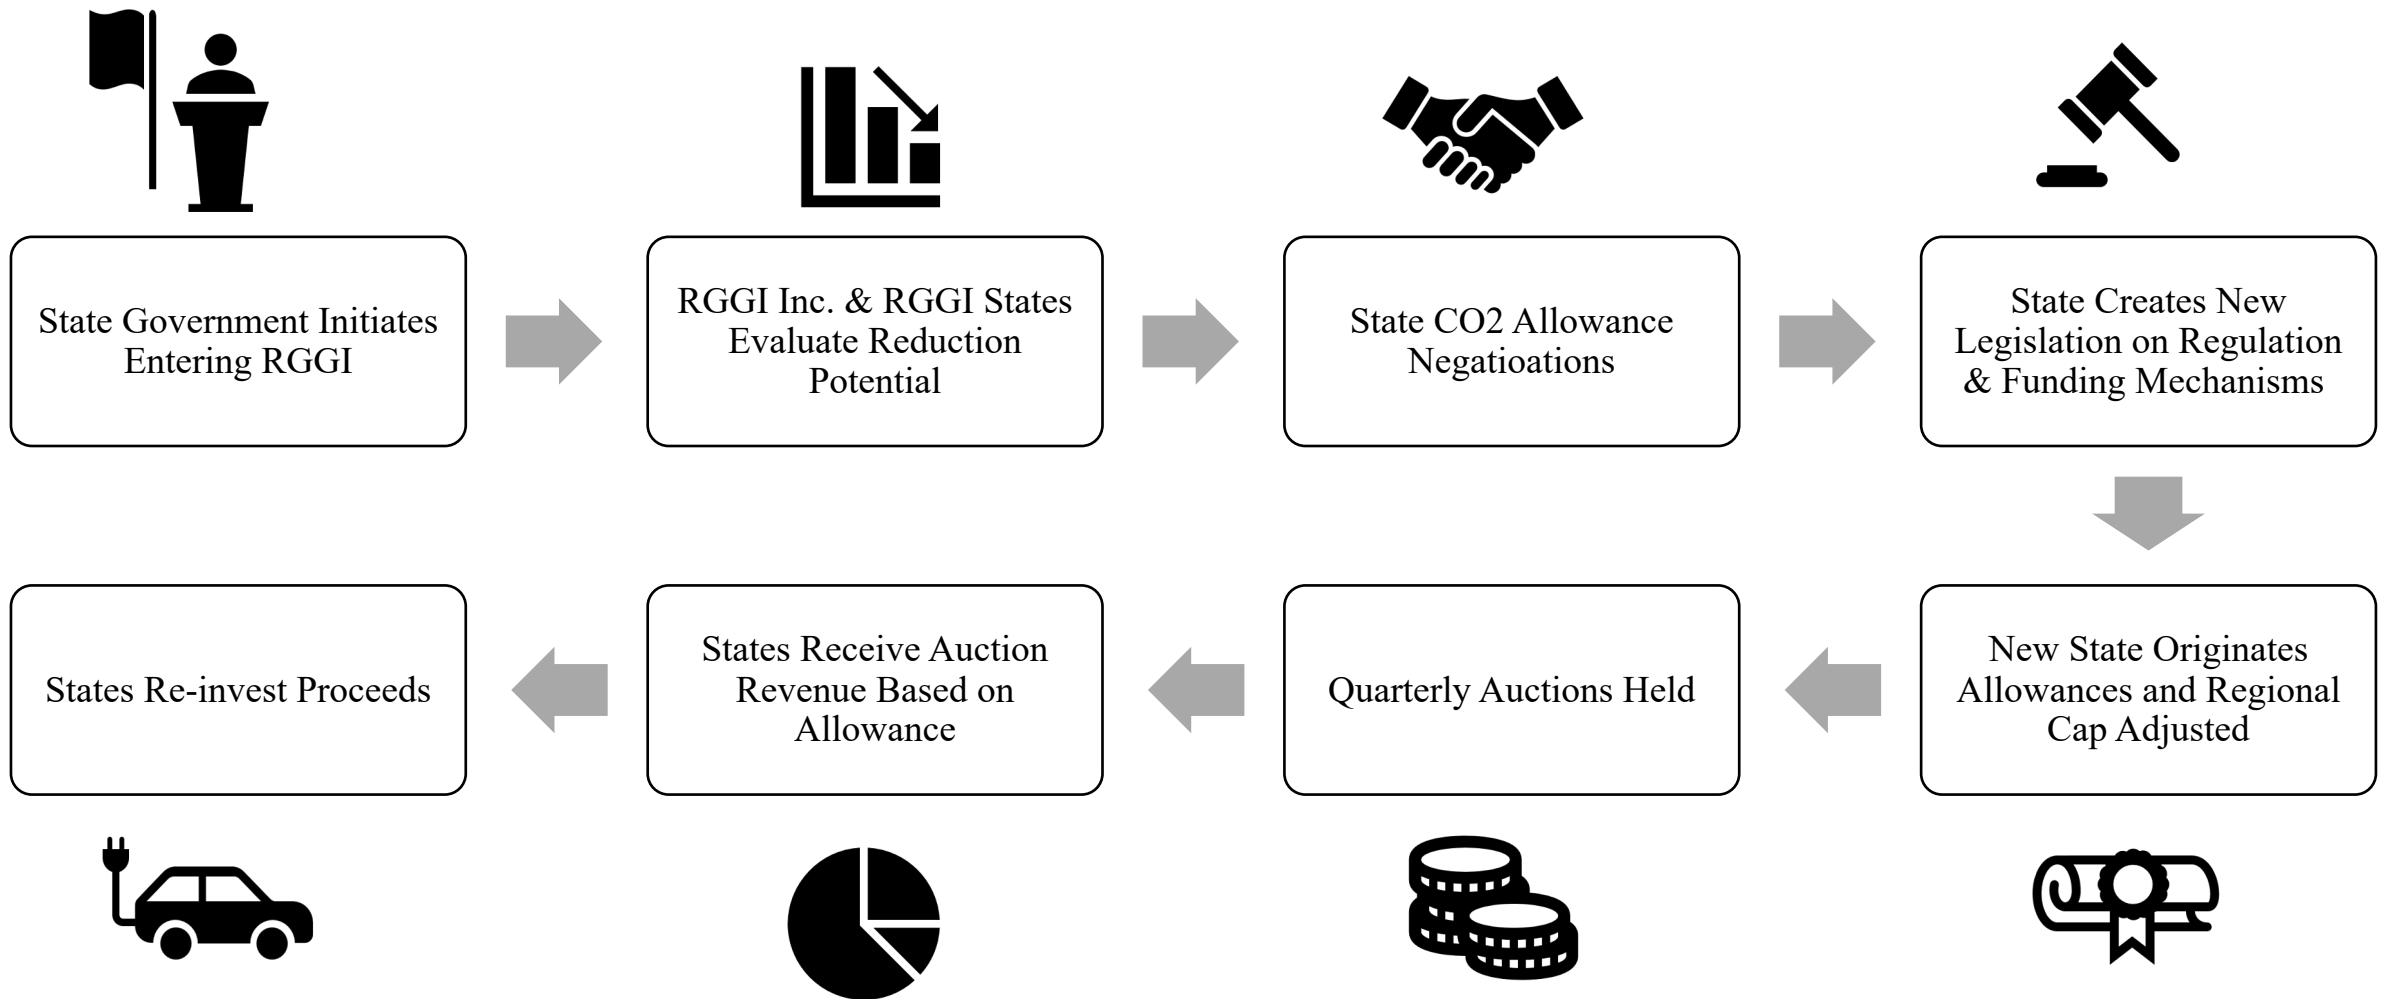 State Government Initiates
Entering RGGI
RGGI Inc. & RGGI States
Evaluate Reduction
Potential
State CO2 Allowance
Negatioations
State Creates New
Legislation on Regulation
& Funding Mechanisms
New State Originates
Allowances and Regional
Cap Adjusted
Quarterly Auctions Held
States Receive Auction
Revenue Based on
Allowance
States Re-invest Proceeds